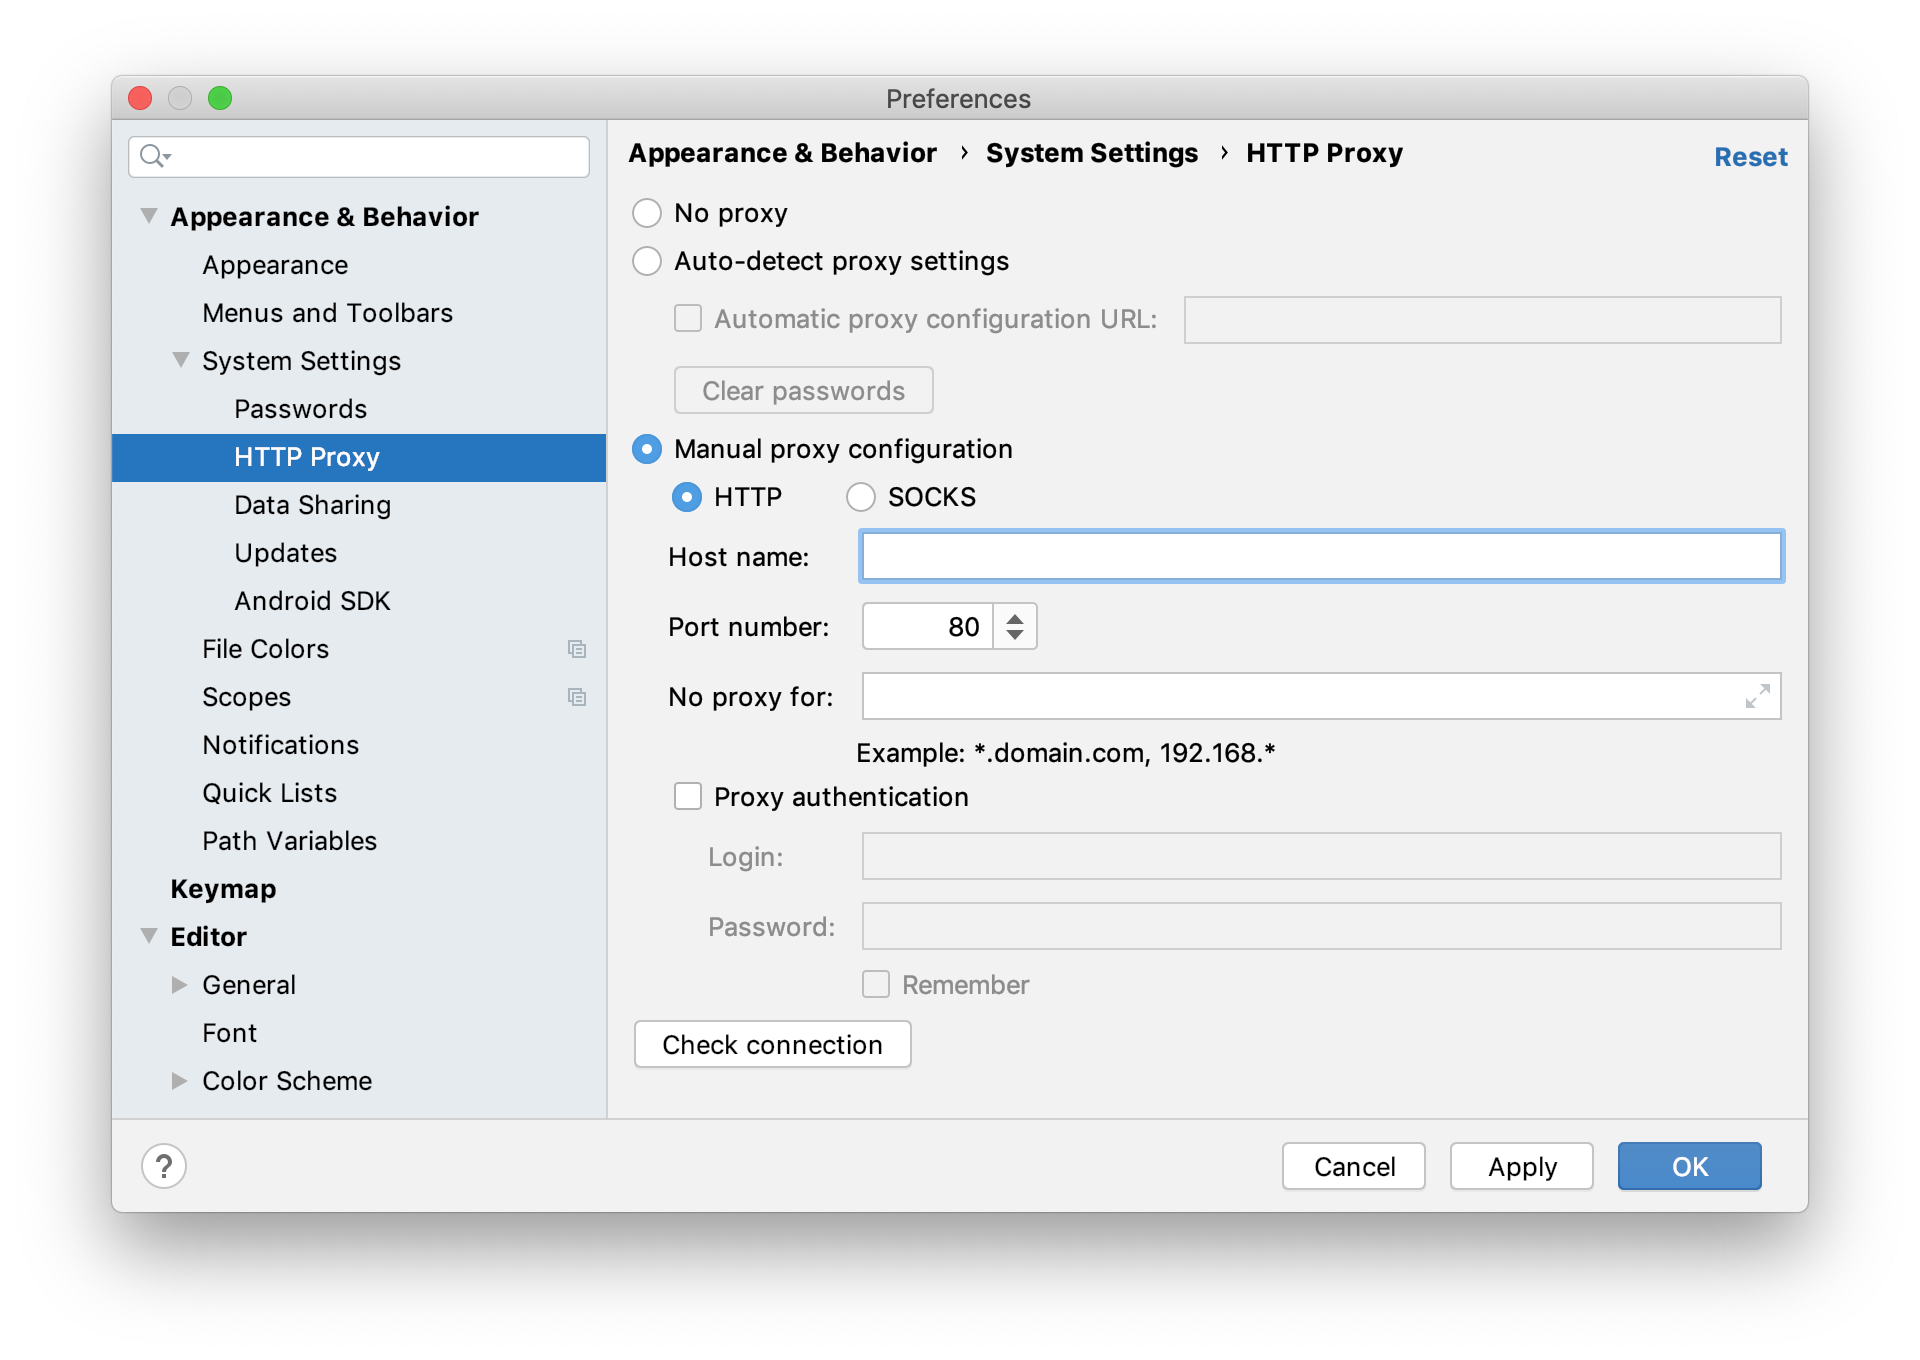 Preferences
Appearance & Behavior
Appearance
Menus and Toolbars
System Settings
Passwords
HTTP Proxy
Data Sharing
Updates
Android SDK
File Colors
Scopes
Notifications
Quick Lists
Path Variables
Keymap
Editor
General
Font
Color Scheme
Appearance & Behavior › System Settings › HTTP Proxy
Reset
No proxy
Auto-detect proxy settings
Automatic proxy configuration URL:
Clear passwords
Manual proxy configuration
HTTP SOCKS
Host name:
Port number: 80
No proxy for:
Example: *.domain.com, 192.168.*
Proxy authentication
Login:
Password:
Remember
Check connection
? Cancel Apply OK